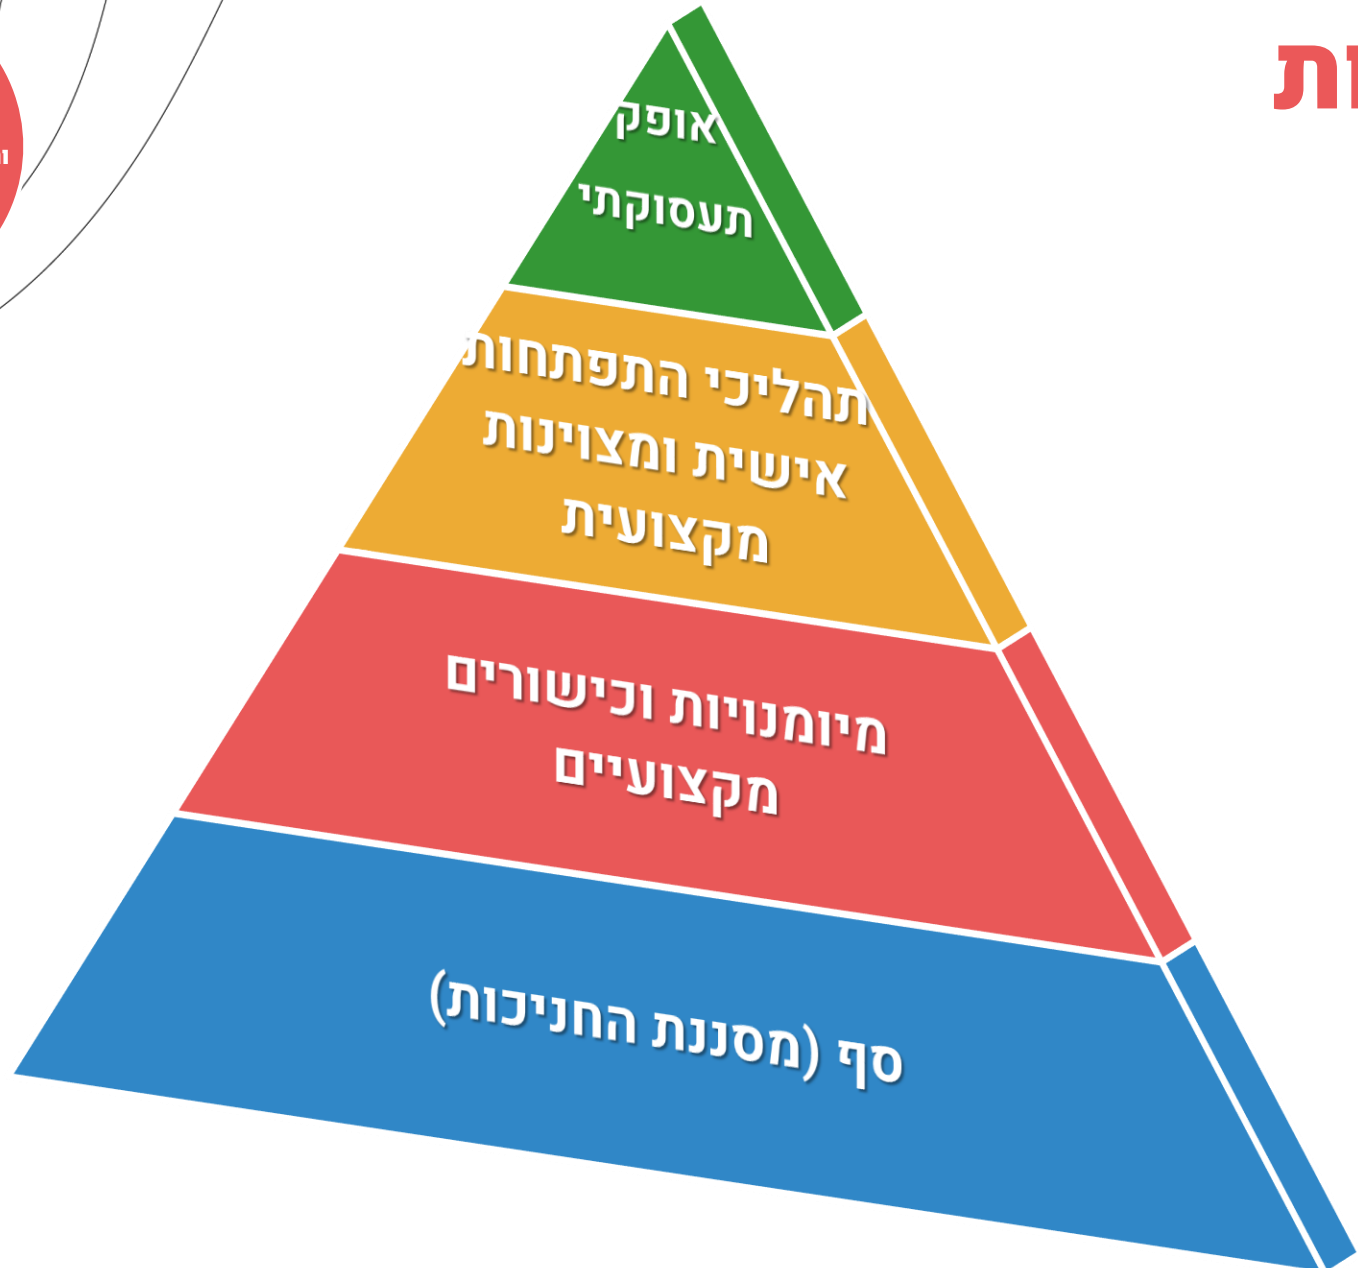 אופק
תעסוקתי
תהליכי התפתחות
אישית ומצוינות
מקצועית
מיומנויות וכישורים
מקצועיים
סף (מסננת החניכות)